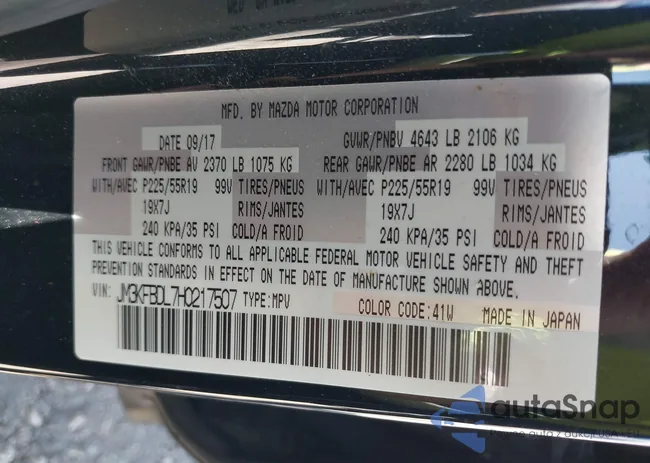 MFD. BY MAZDA MOTOR CORPORATION
DATE 09/17 GVWR/PNBV 4643 LB 2106 KG
FRONT GAWR/PNBE AV 2370 LB 1075 KG REAR GAWR/PNBE AR 2280 LB 1034 KG
WITH/AVEC P225/55R19 99V TIRES/PNEUS WITH/AVEC P225/55R19 99V TIRES/PNEUS
19X7J RIMS/JANTES 19X7J RIMS/JANTES
240 KPA/35 PSI COLD/A FROID 240 KPA/35 PSI COLD/A FROID
THIS VEHICLE CONFORMS TO ALL APPLICABLE FEDERAL MOTOR VEHICLE SAFETY AND THEFT
PREVENTION STANDARDS IN EFFECT ON THE DATE OF MANUFACTURE SHOWN ABOVE.
VIN: JM3KFBDL7H0217507 TYPE:MPV COLOR CODE:41W MADE IN JAPAN
autoSnap